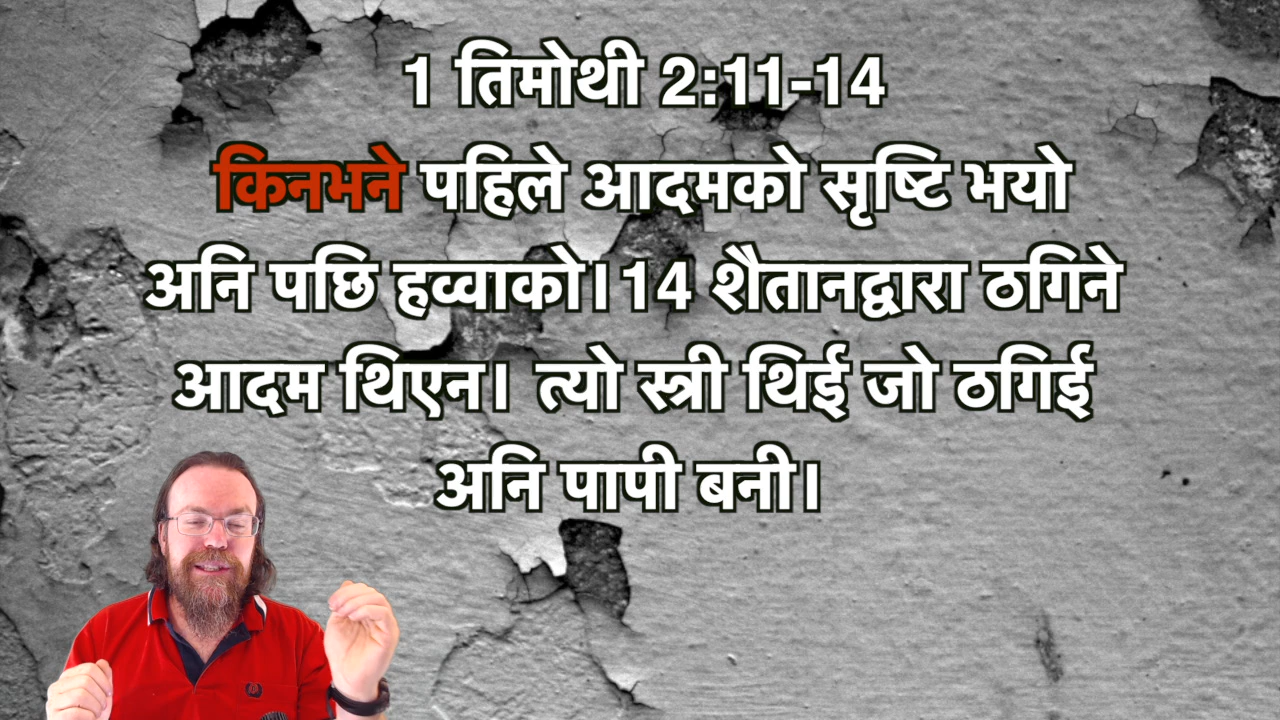 1 तिमोथी 2:11-14
किनभने पहिले आदमको सृष्टि भयो
अनि पछि हव्वाको। 14 शैतानद्वारा ठगिने
आदम थिएन। त्यो स्त्री थिई जो ठगिई
अनि पापी बनी।